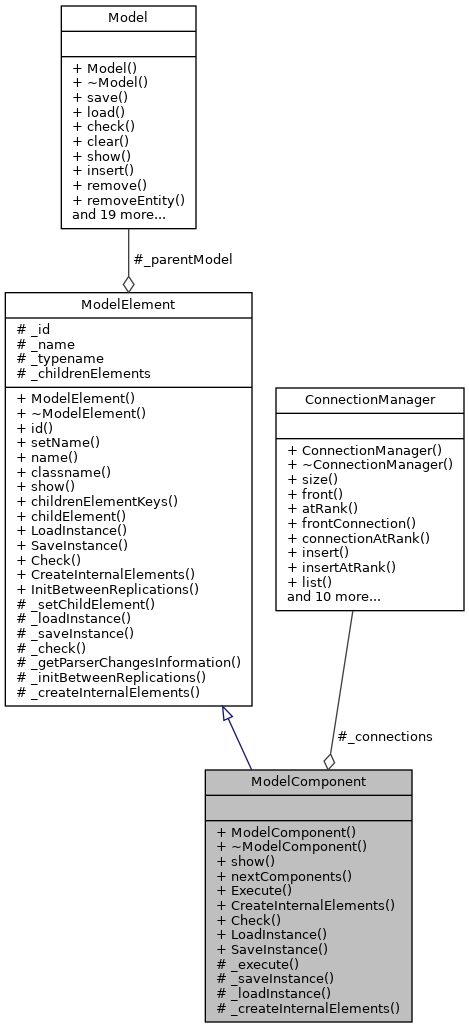 Model
+ Model()
+ ~Model()
+ save()
+ load()
+ check()
+ clear()
+ show()
+ insert()
+ remove()
+ removeEntity()
and 19 more...
#_parentModel
ModelElement
# _id
# _name
# _typename
# _childrenElements
+ ModelElement()
+ ~ModelElement()
+ id()
+ setName()
+ name()
+ classname()
+ show()
+ childrenElementKeys()
+ childElement()
+ LoadInstance()
+ SaveInstance()
+ Check()
+ CreateInternalElements()
+ InitBetweenReplications()
# _setChildElement()
# _loadInstance()
# _saveInstance()
# _check()
# _getParserChangesInformation()
# _initBetweenReplications()
# _createInternalElements()
ConnectionManager
+ ConnectionManager()
+ ~ConnectionManager()
+ size()
+ front()
+ atRank()
+ frontConnection()
+ connectionAtRank()
+ insert()
+ insertAtRank()
+ list()
and 10 more...
#_connections
ModelComponent
+ ModelComponent()
+ ~ModelComponent()
+ show()
+ nextComponents()
+ Execute()
+ CreateInternalElements()
+ Check()
+ LoadInstance()
+ SaveInstance()
# _execute()
# _saveInstance()
# _loadInstance()
# _createInternalElements()